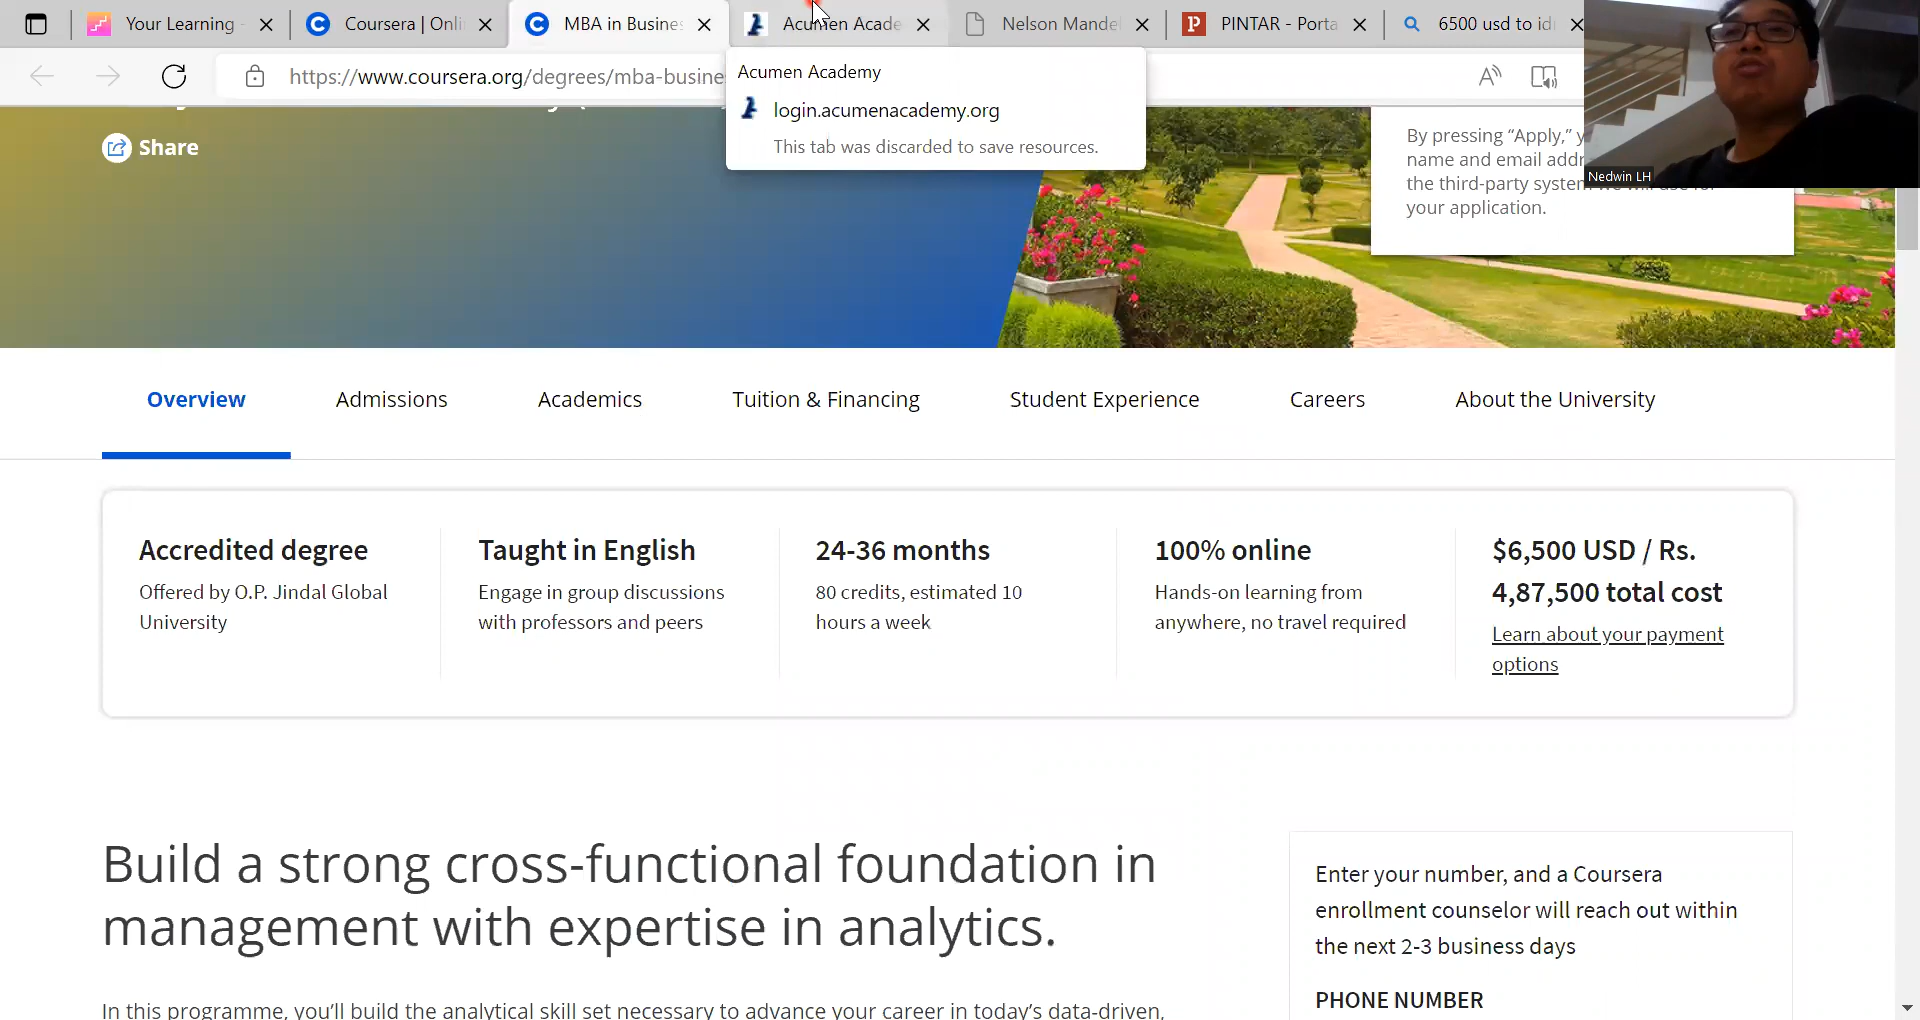 Your Learning
Coursera | Onli
MBA in Busine
Acumen Acade
Nelson Mandel
PINTAR - Porta
6500 usd to id
https://www.coursera.org/degrees/mba-busine
Acumen Academy
login.acumenacademy.org
This tab was discarded to save resources.
Share
By pressing “Apply,”
name and email
the third-party
your application.
Nedwin LH
Overview
Admissions
Academics
Tuition & Financing
Student Experience
Careers
About the University
Accredited degree
Offered by O.P. Jindal Global
University
Taught in English
Engage in group discussions
with professors and peers
24-36 months
80 credits, estimated 10
hours a week
100% online
Hands-on learning from
anywhere, no travel required
$6,500 USD / Rs.
4,87,500 total cost
Learn about your payment
options
Build a strong cross-functional foundation in
management with expertise in analytics.
In this programme, you’ll build the analytical skill set necessary to advance your career in today’s data-driven,
Enter your number, and a Coursera
enrollment counselor will reach out within
the next 2-3 business days
PHONE NUMBER